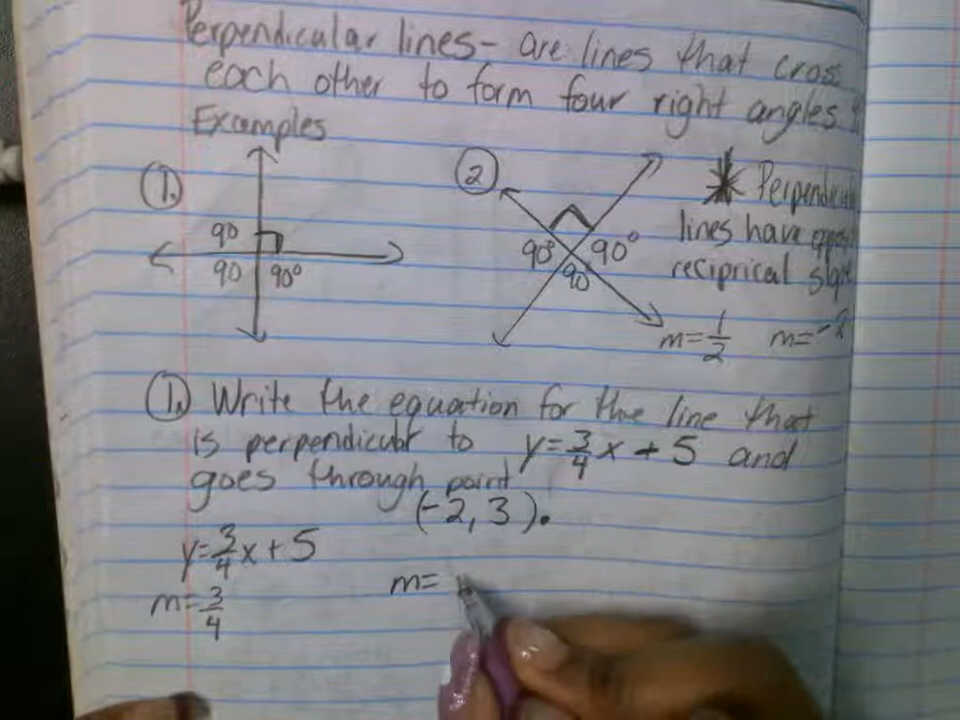 Perpendicular lines - are lines that cross
each other to form four right angles.
Examples
1.
90
90 90°
2
90° 90°
90
* Perpendicular
lines have
reciprical
m=1/2 m=-2
1. Write the equation for the line that
is perpendicular to y=3/4x+5 and
goes through point
(-2,3).
y=3/4x+5
m=3/4
m=